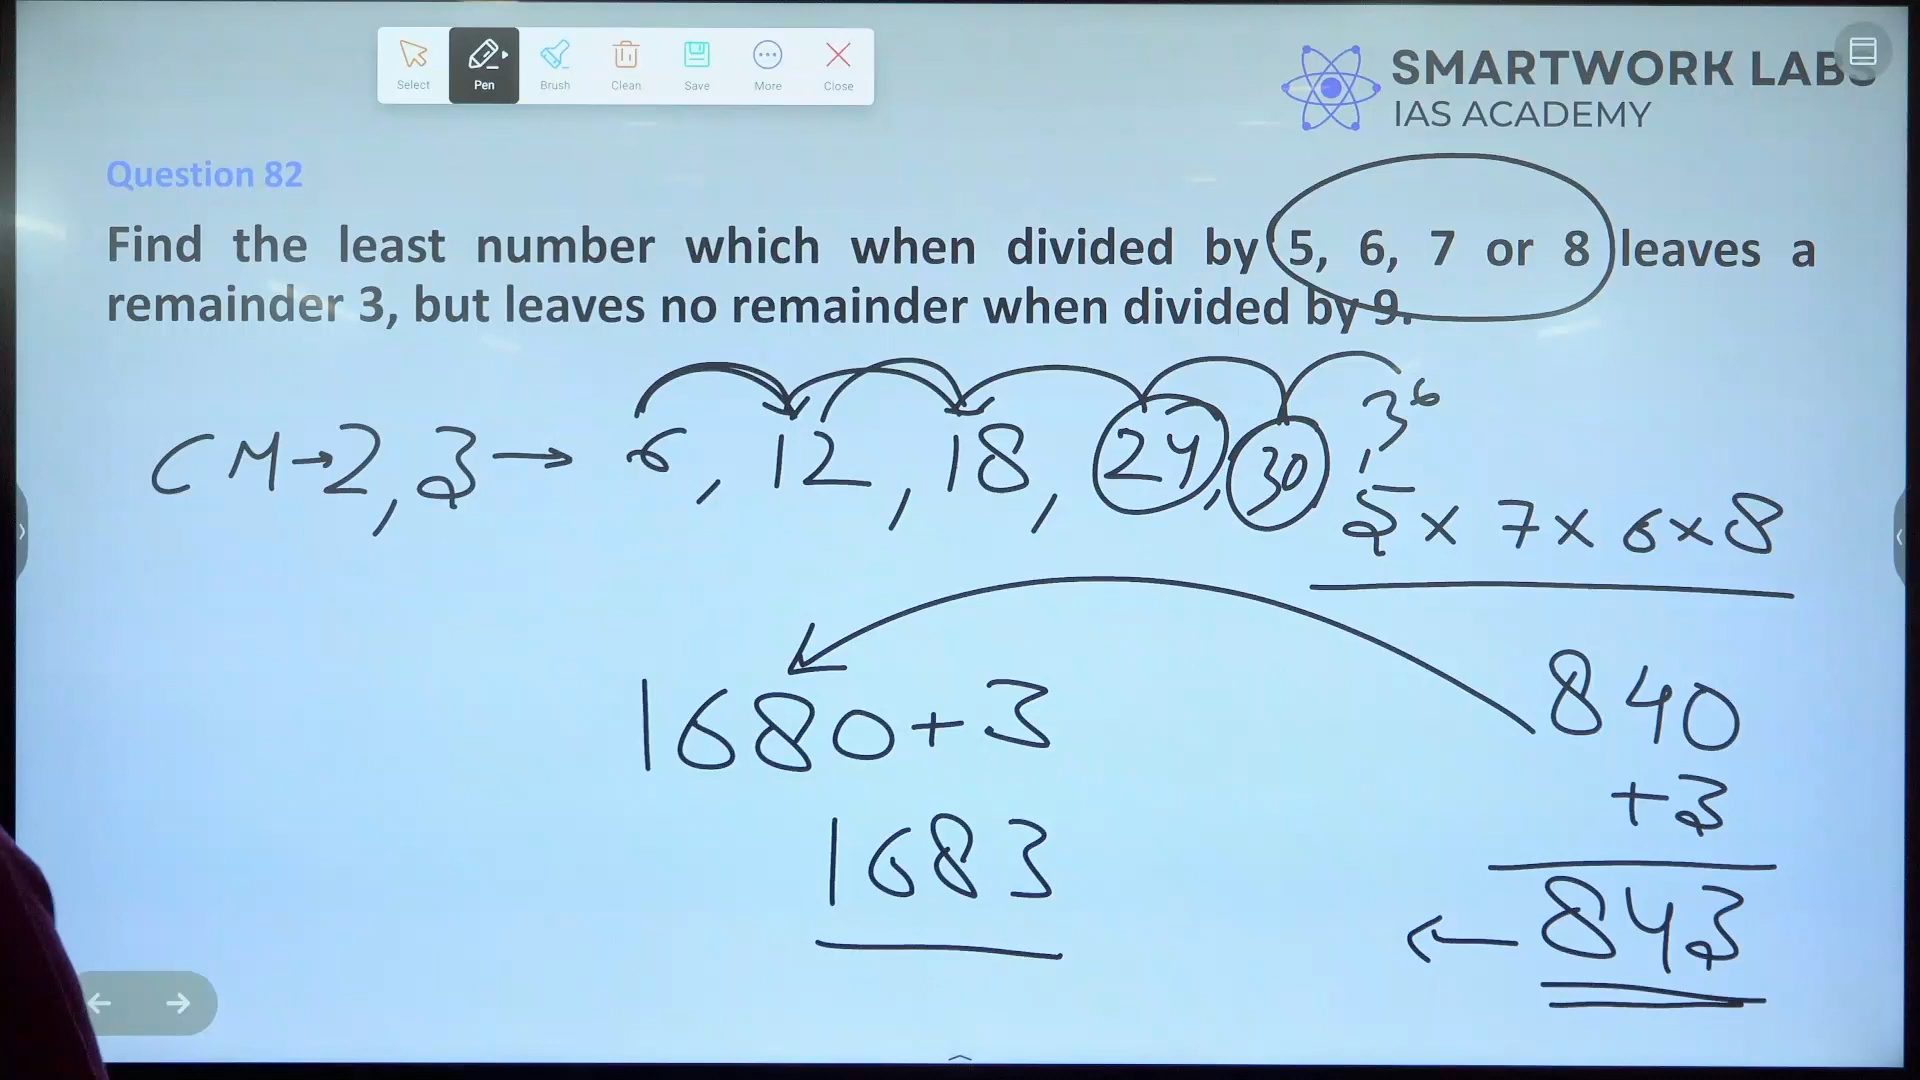 Select Pen Brush Clean Save More Close
SMARTWORK LABS
IAS ACADEMY
Question 82
Find the least number which when divided by 5, 6, 7 or 8 leaves a
remainder 3, but leaves no remainder when divided by 9.
CM→2,3→ 6, 12, 18, 24, 30, 36
5 x 7 x 6 x 8
840
+3
843
1680+3
1683